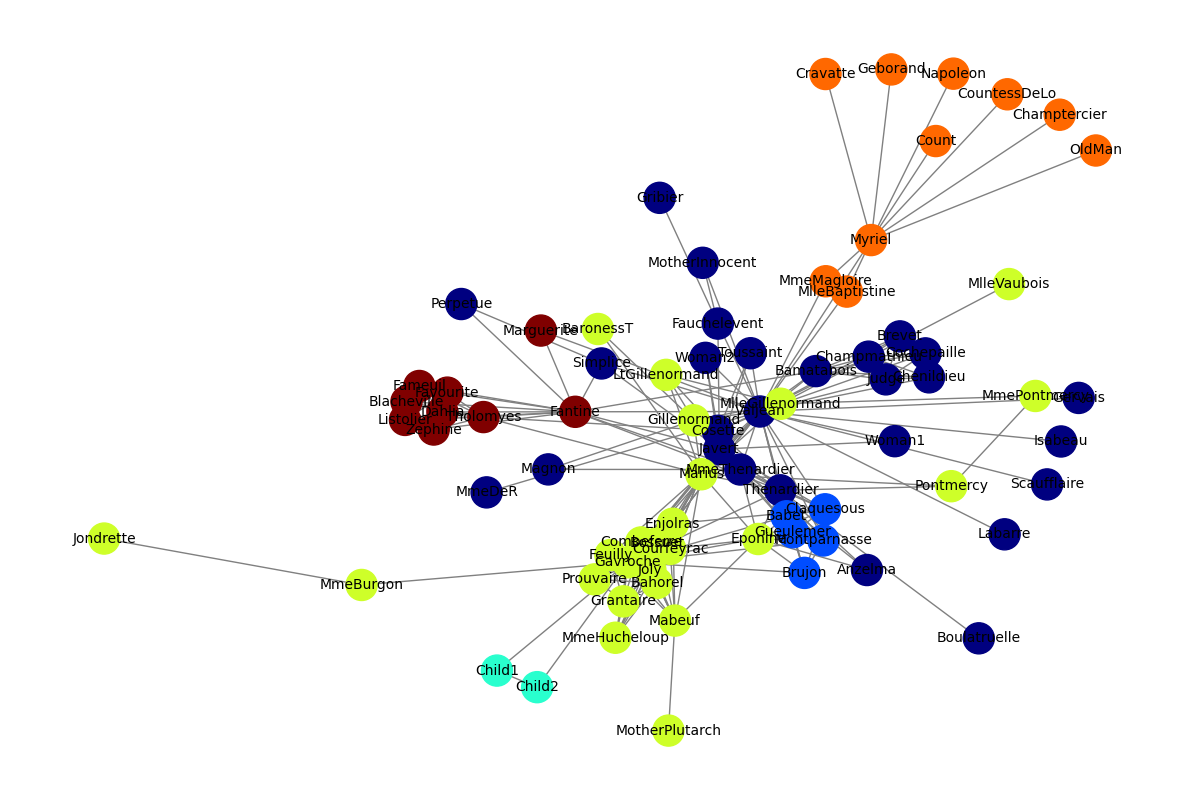 Cravatte
Geborand
Napoleon
CountessDeLo
Champtercier
Count
OldMan
Gribier
Myriel
MotherInnocent
MmeMagloire
MlleBaptistine
MlleVaubois
Perpetue
Marguerite
BaronessT
Fauchelevent
Brevet
Simplice
Woman2
Toussaint
Chenildieu
Cochepaille
Champmathieu
Bamatabois
Judge
LtGillenormand
Fameuil
Favourite
Blacheville
Dahlia
Listolier
Zephine
Tholomyes
Fantine
Gillenormand
MlleGillenormand
Valjean
MmePontmercy
Gervais
Cosette
Javert
Woman1
Isabeau
Magnon
Marius
MmeThenardier
MmeDeR
Thenardier
Pontmercy
Scaufflaire
Claquesous
Babet
Enjolras
Gueulemer
Labarre
Jondrette
Combeferre
Bossuet
Courfeyrac
Eponine
Montparnasse
Feuilly
Gavroche
Joly
Brujon
Anzelma
MmeBurgon
Prouvaire
Bahorel
Grantaire
Mabeuf
MmeHucheloup
Boulatruelle
Child1
Child2
MotherPlutarch